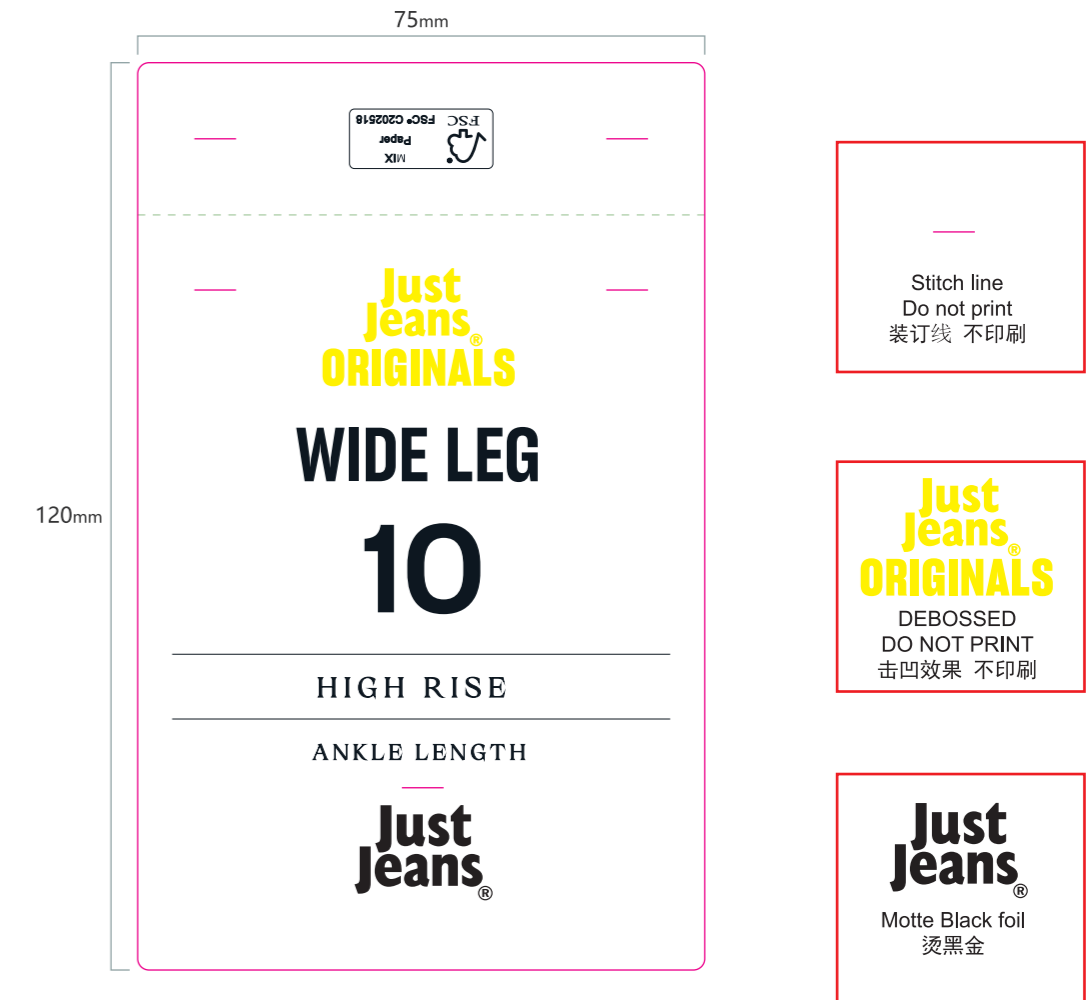 75mm
FSC
FSC® C202518
Paper
MIX
Just
Jeans®
ORIGINALS
WIDE LEG
120mm
10
HIGH RISE
ANKLE LENGTH
Just
Jeans®
Stitch line
Do not print
装订线 不印刷
Just
Jeans®
ORIGINALS
DEBOSSED
DO NOT PRINT
击凹效果 不印刷
Just
Jeans®
Motte Black foil
烫黑金